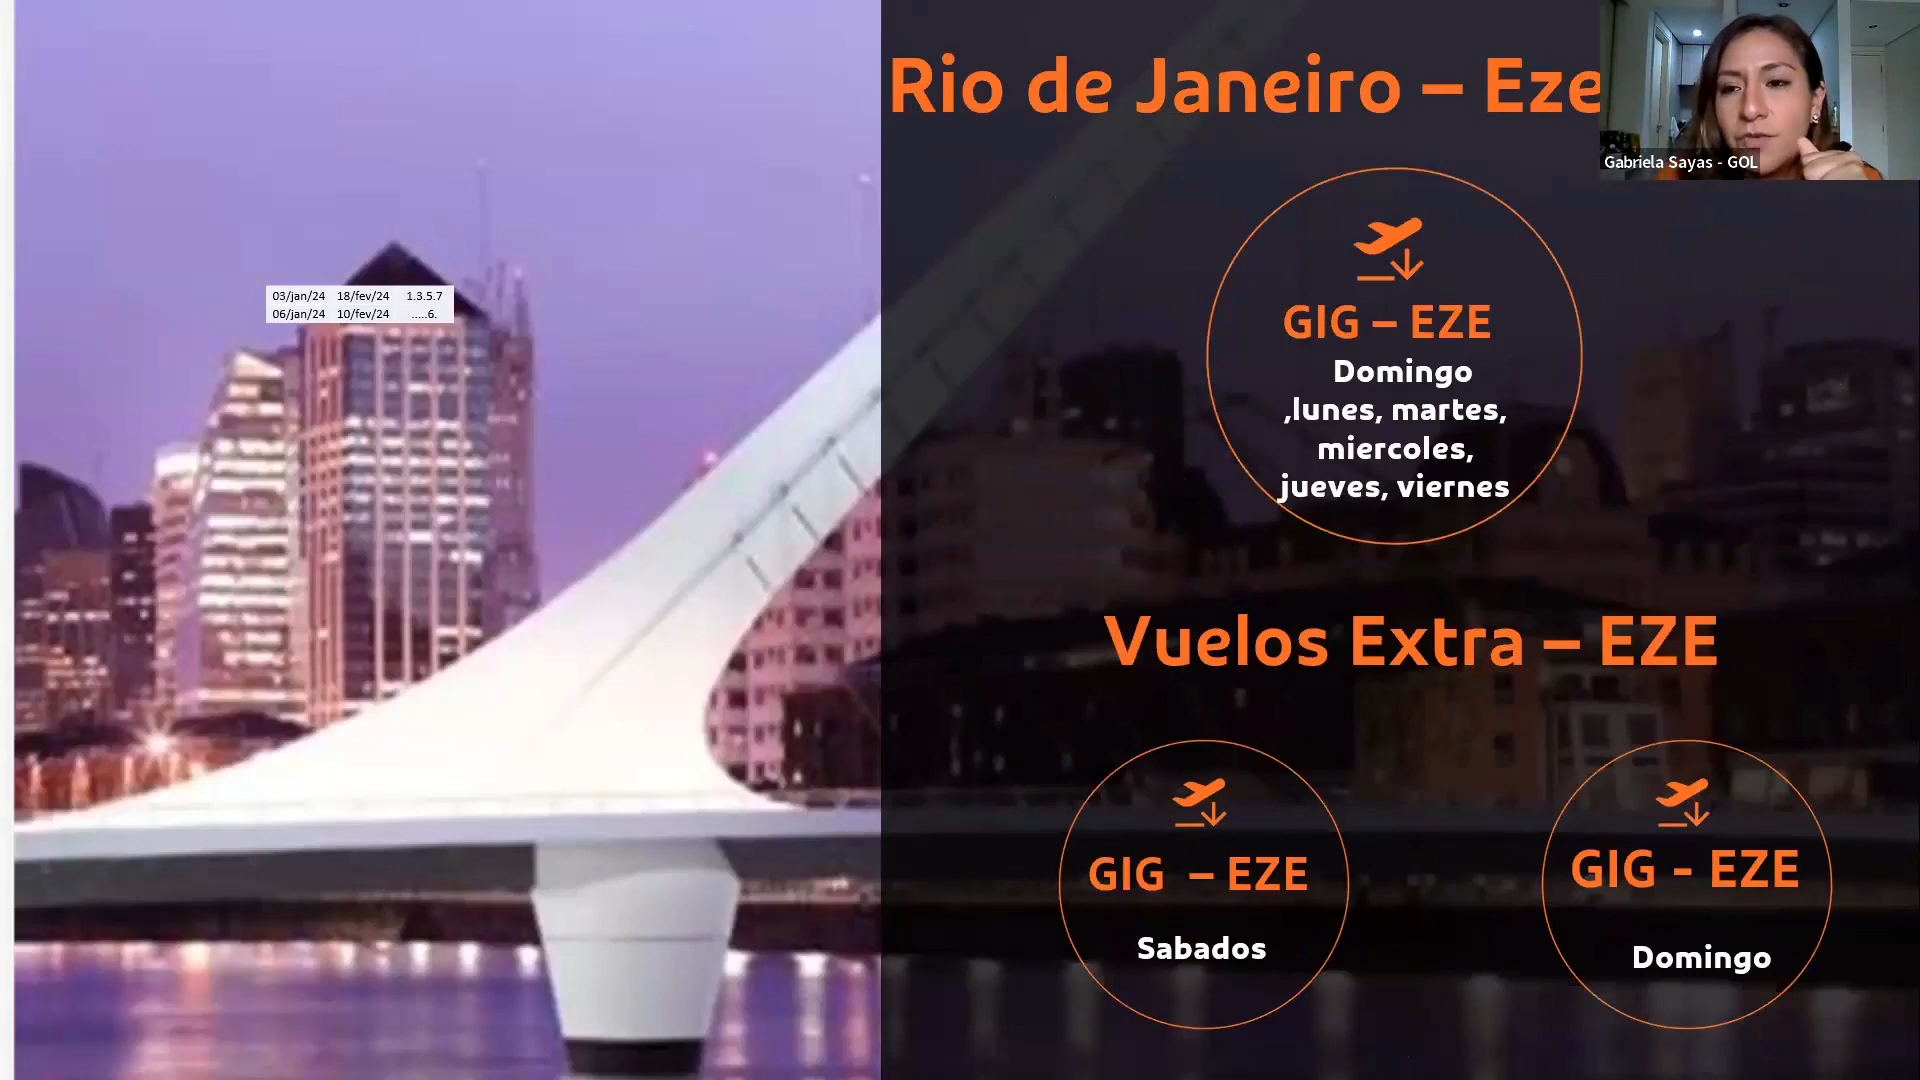 03/jan/24 18/fev/24 1.3.5.7
06/jan/24 10/fev/24 .....6.
Rio de Janeiro – Eze
Gabriela Sayas - GOL
GIG – EZE
Domingo
,lunes, martes,
miercoles,
jueves, viernes
Vuelos Extra – EZE
GIG – EZE
Sabados
GIG - EZE
Domingo